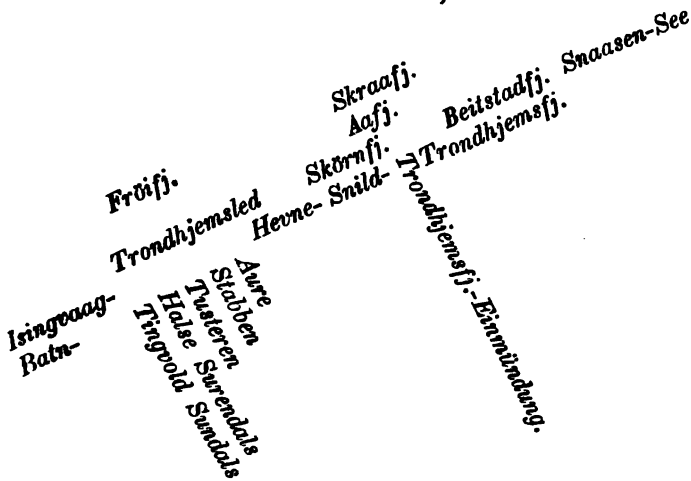 Skraafj.
Aafj.
Skörnfj.
Beitstadfj. Snaasen-See
Trondhjemsfj.
Fröifj.
Trondhjemsled
Hevne- Snild-
Trondhjemsfj.-Einmündung.
Isingvaag-
Batn-
Aure
Stabben
Tusteren
Halse Surendals
Tingvold Sundals